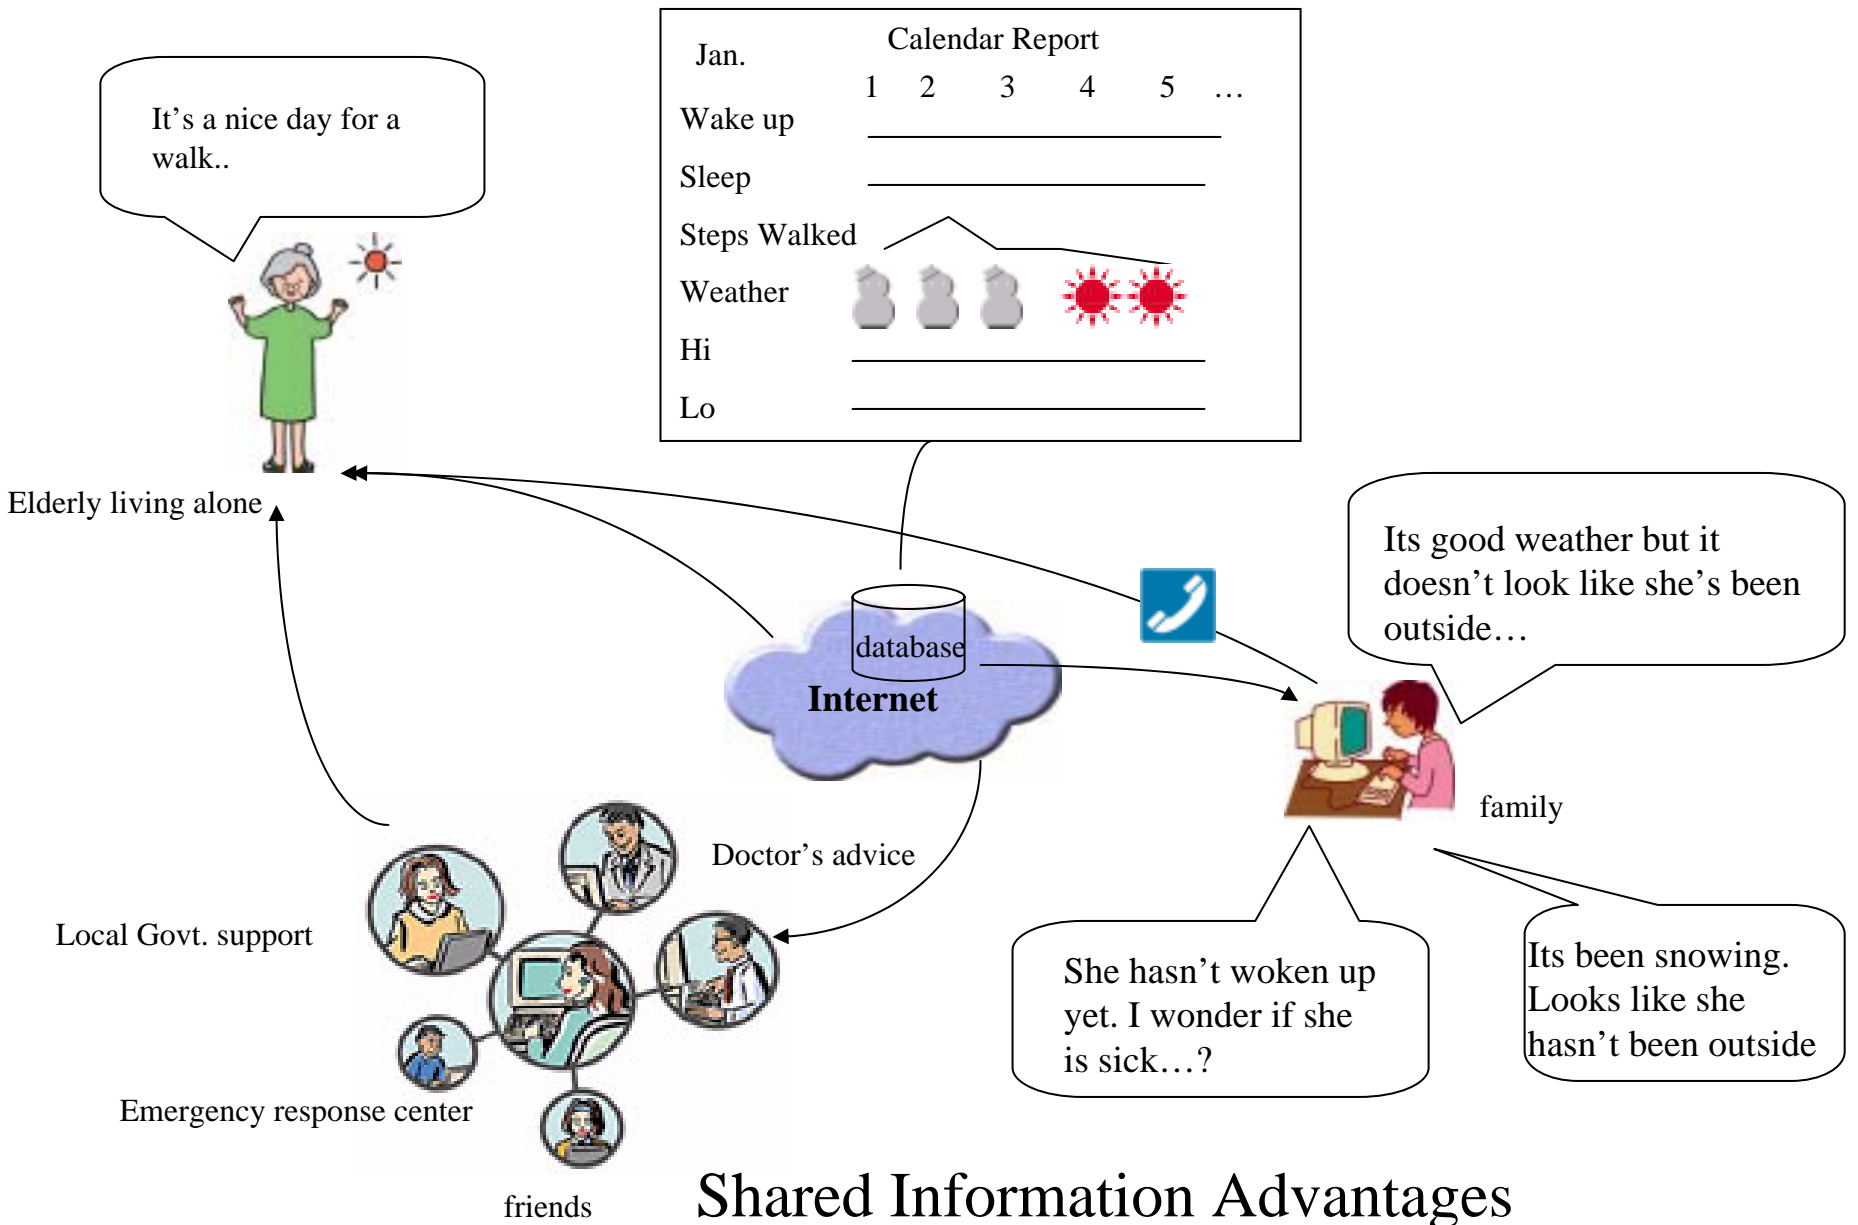 It's a nice day for a
walk..
Calendar Report
Jan.
1 2 3 4 5 …
Wake up
Sleep
Steps Walked
Weather
Hi
Lo
Elderly living alone
Its good weather but it
doesn't look like she's been
outside…
database
Internet
family
Doctor's advice
Local Govt. support
She hasn't woken up
yet. I wonder if she
is sick…?
Its been snowing.
Looks like she
hasn't been outside
Emergency response center
friends
Shared Information Advantages